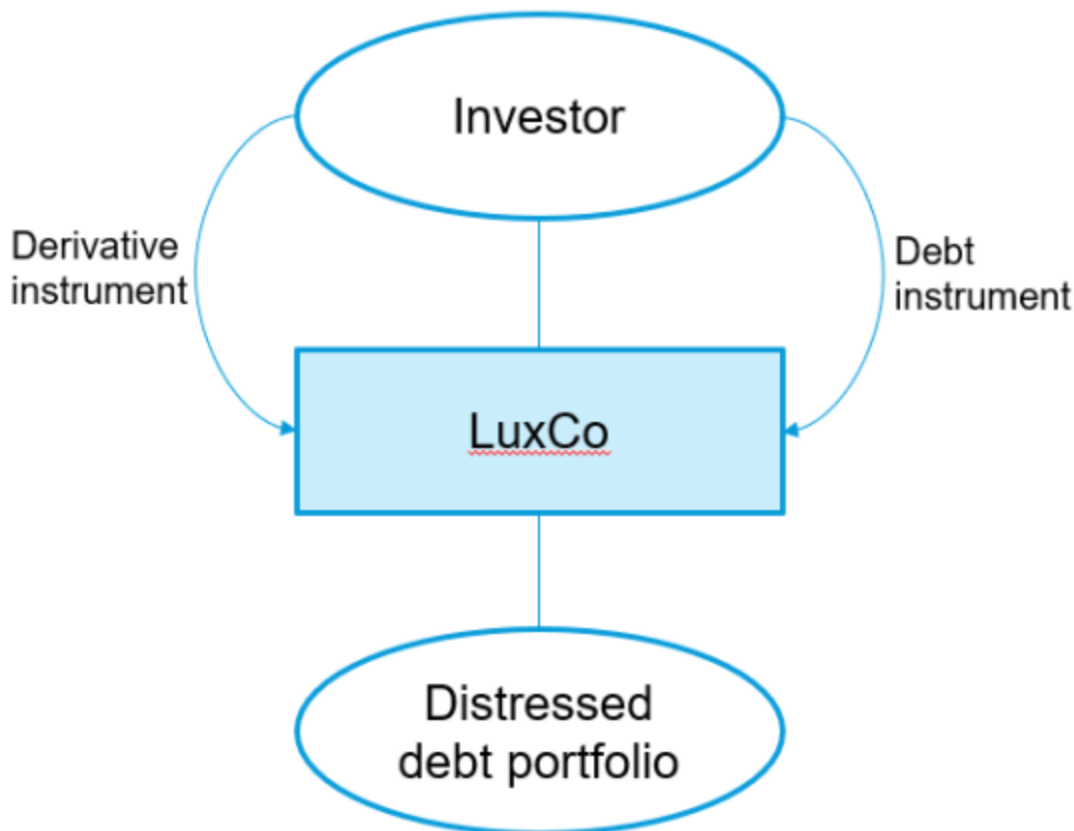 Investor
Derivative
instrument
Debt
instrument
LuxCo
Distressed
debt portfolio